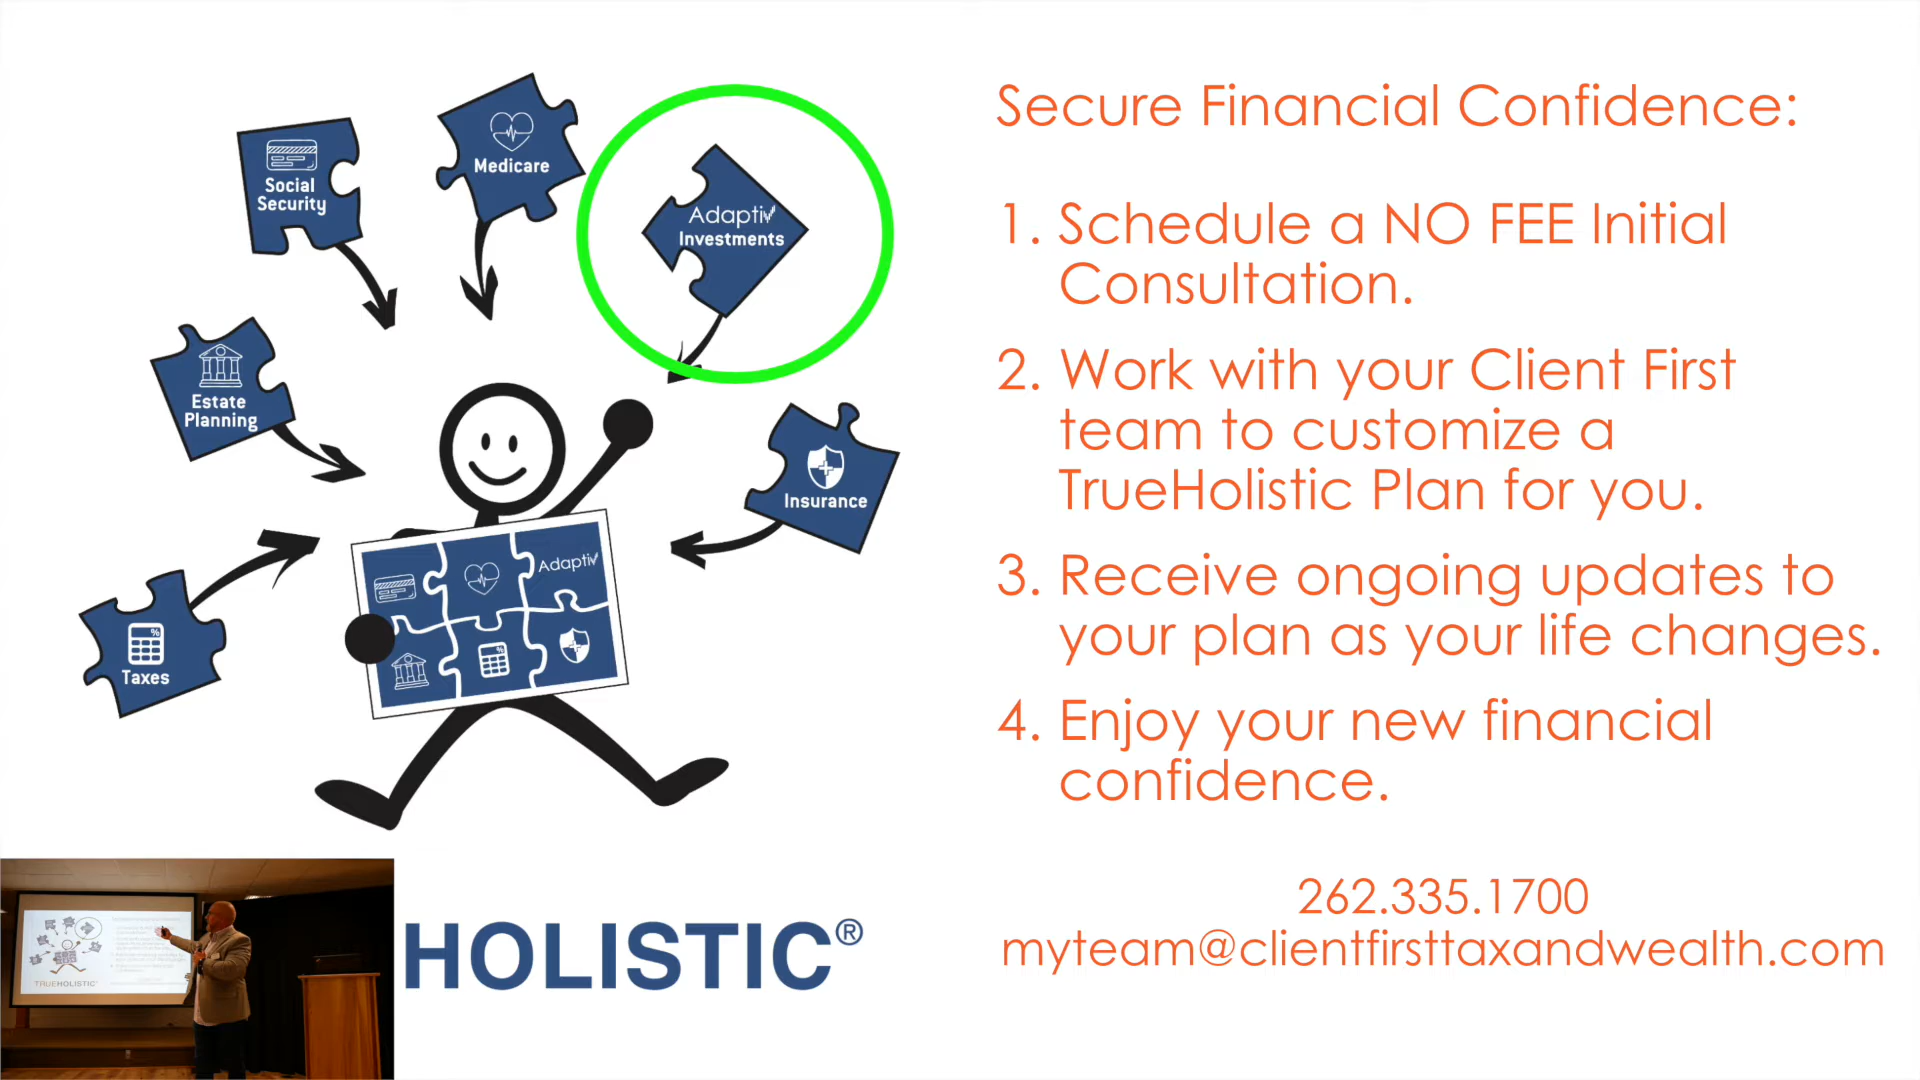 Secure Financial Confidence:
1. Schedule a NO FEE Initial
Consultation.
2. Work with your Client First
team to customize a
TrueHolistic Plan for you.
3. Receive ongoing updates to
your plan as your life changes.
4. Enjoy your new financial
confidence.
262.335.1700
myteam@clientfirsttaxandwealth.com
Social
Security
Medicare
Adaptiv
Investments
Estate
Planning
Insurance
Taxes
Adaptiv
%
%
HOLISTIC®
TRUEHOLISTIC®